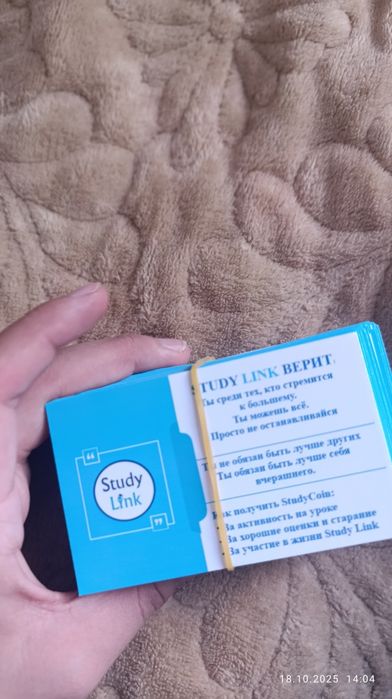 Study
Link
STUDY LINK ВЕРИТ
Ты среди тех, кто стремится
к большему.
Ты можешь всё.
Просто не останавливайся
не обязан быть лучше других
Ты обязан быть лучше себя
вчерашнего.
как получить StudyCoin:
За активность на уроке
За хорошие оценки и старание
За участие в жизни Study Link
18.10.2025 14:04